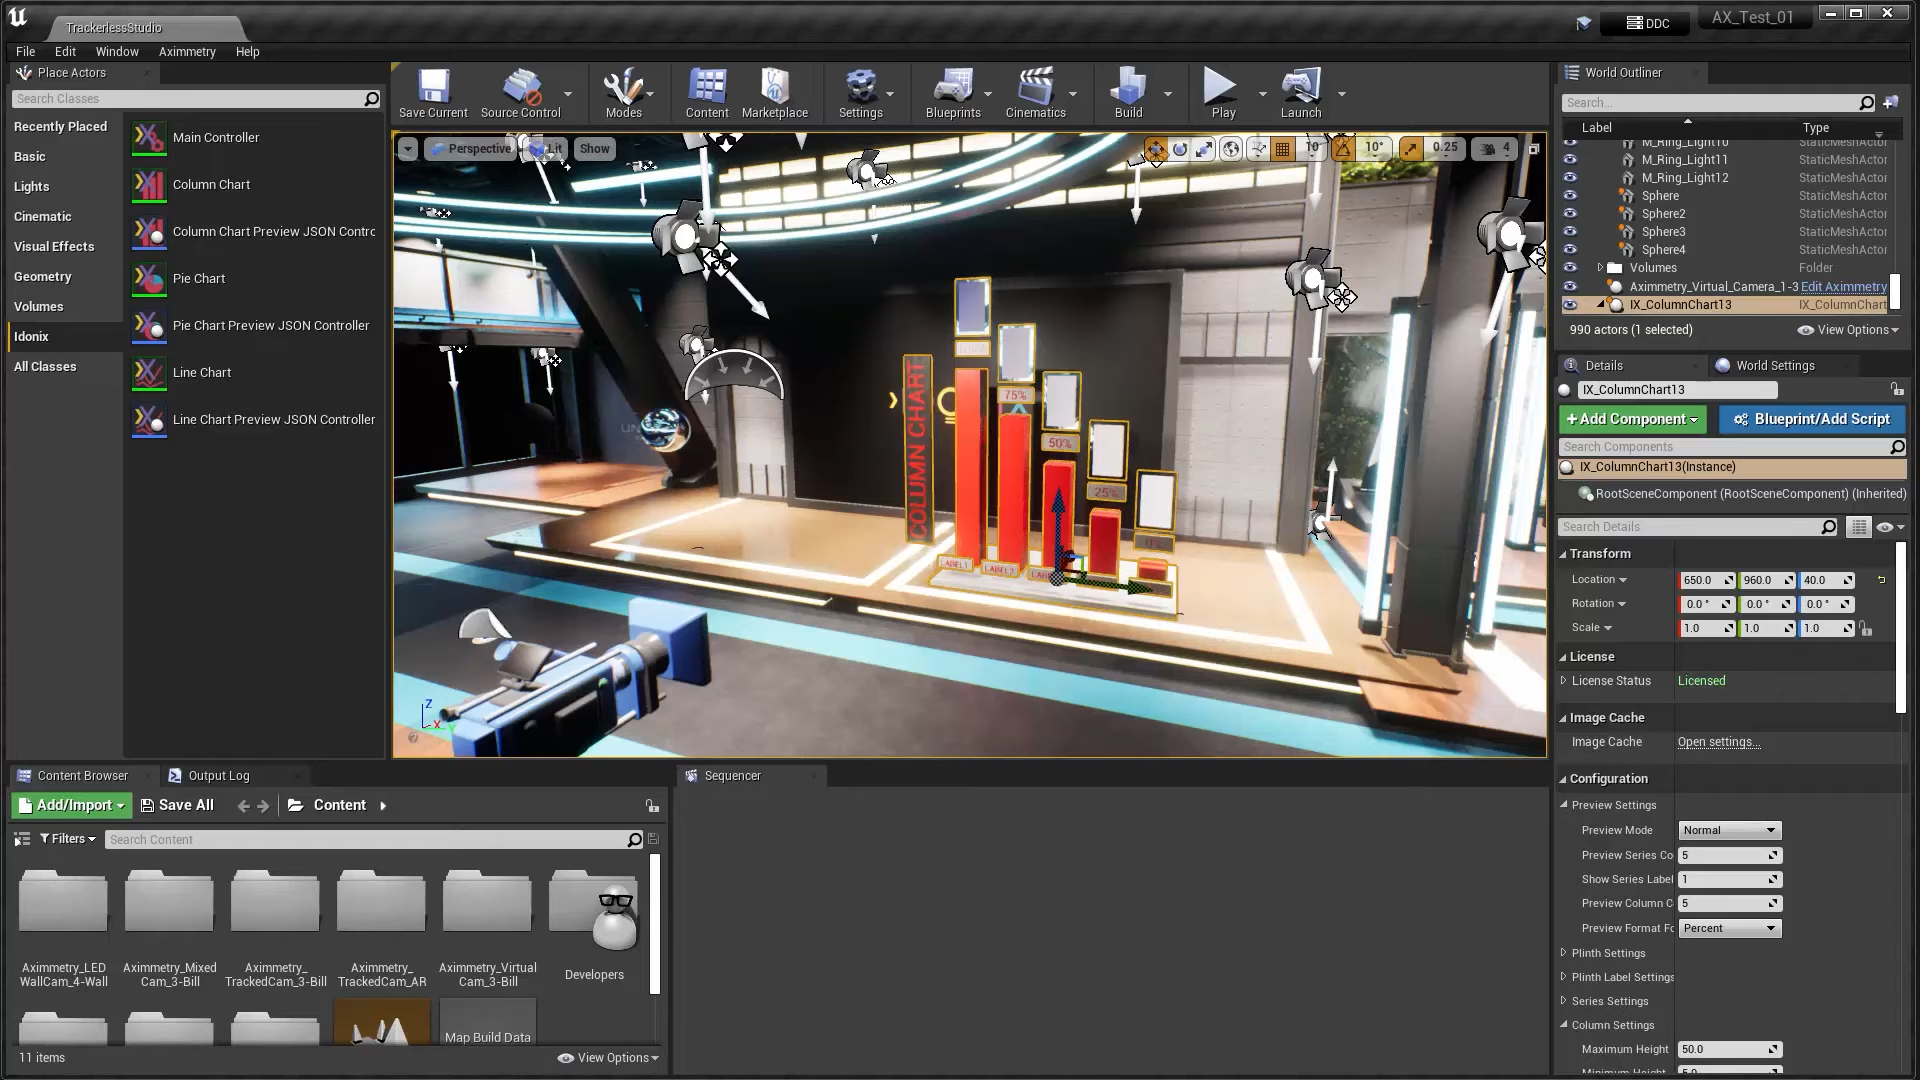 TrackerlessStudio
DDC
AX_Test_01
File
Edit
Window
Aximmetry
Help
Place Actors
Search Classes
Recently Placed
Basic
Lights
Cinematic
Visual Effects
Geometry
Volumes
Idonix
All Classes
Main Controller
Column Chart
Column Chart Preview JSON Contrc
Pie Chart
Pie Chart Preview JSON Controller
Line Chart
Line Chart Preview JSON Controller
Save Current
Source Control
Modes
Content
Marketplace
Settings
Blueprints
Cinematics
Build
Play
Launch
Perspective
Lit
Show
10
10°
0.25
4
COLUMN CHART
75%
50%
25%
LABEL1
LABEL2
Z
X
Y
World Outliner
Search...
Label
Type
M_Ring_Light10 StaticMeshActor
M_Ring_Light11 StaticMeshActor
M_Ring_Light12 StaticMeshActor
Sphere StaticMeshActor
Sphere2 StaticMeshActor
Sphere3 StaticMeshActor
Sphere4 StaticMeshActor
Volumes Folder
Aximmetry_Virtual_Camera_1-3 Edit Aximmetry
IX_ColumnChart13 IX_ColumnChart
990 actors (1 selected)
View Options
Details
World Settings
IX_ColumnChart13
+Add Component
Blueprint/Add Script
Search Components
IX_ColumnChart13(Instance)
RootSceneComponent (RootSceneComponent) (Inherited)
Search Details
Transform
Location 650.0 960.0 40.0
Rotation 0.0° 0.0° 0.0°
Scale 1.0 1.0 1.0
License
License Status Licensed
Image Cache
Image Cache Open settings...
Configuration
Preview Settings
Preview Mode Normal
Preview Series Co 5
Show Series Label 1
Preview Column C 5
Preview Format Fo Percent
Plinth Settings
Plinth Label Settings
Series Settings
Column Settings
Maximum Height 50.0
Minimum Height 5.0
Content Browser
Output Log
Add/Import
Save All
Content
Filters
Search Content
Aximmetry_LED
WallCam_4-Wall
Aximmetry_Mixed
Cam_3-Bill
Aximmetry_
TrackedCam_3-Bill
Aximmetry_
TrackedCam_AR
Aximmetry_Virtual
Cam_3-Bill
Developers
Map Build Data
11 items
View Options
Sequencer